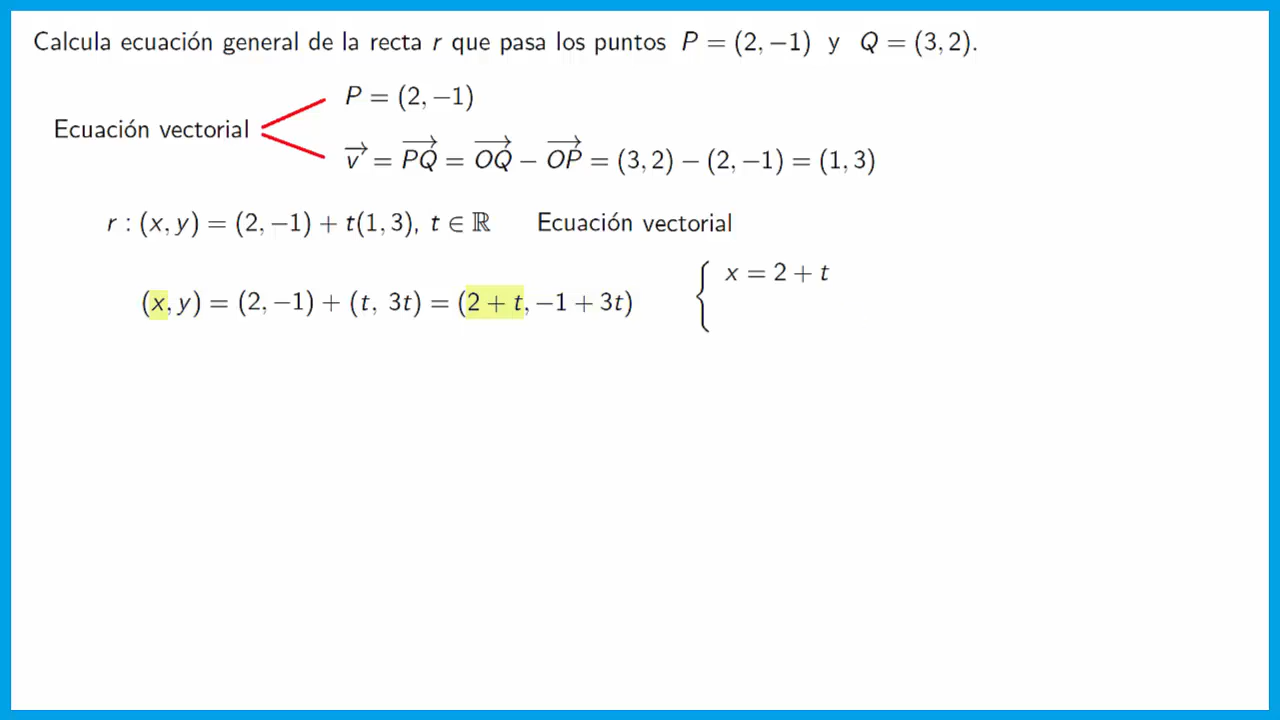 Calcula ecuación general de la recta r que pasa los puntos P = (2, −1) y Q = (3, 2).
P = (2, −1)
Ecuación vectorial
v⃗ = PQ⃗ = OQ⃗ − OP⃗ = (3, 2) − (2, −1) = (1, 3)
r : (x, y) = (2, −1) + t(1, 3), t ∈ ℝ Ecuación vectorial
(x, y) = (2, −1) + (t, 3t) = (2 + t, −1 + 3t) { x = 2 + t